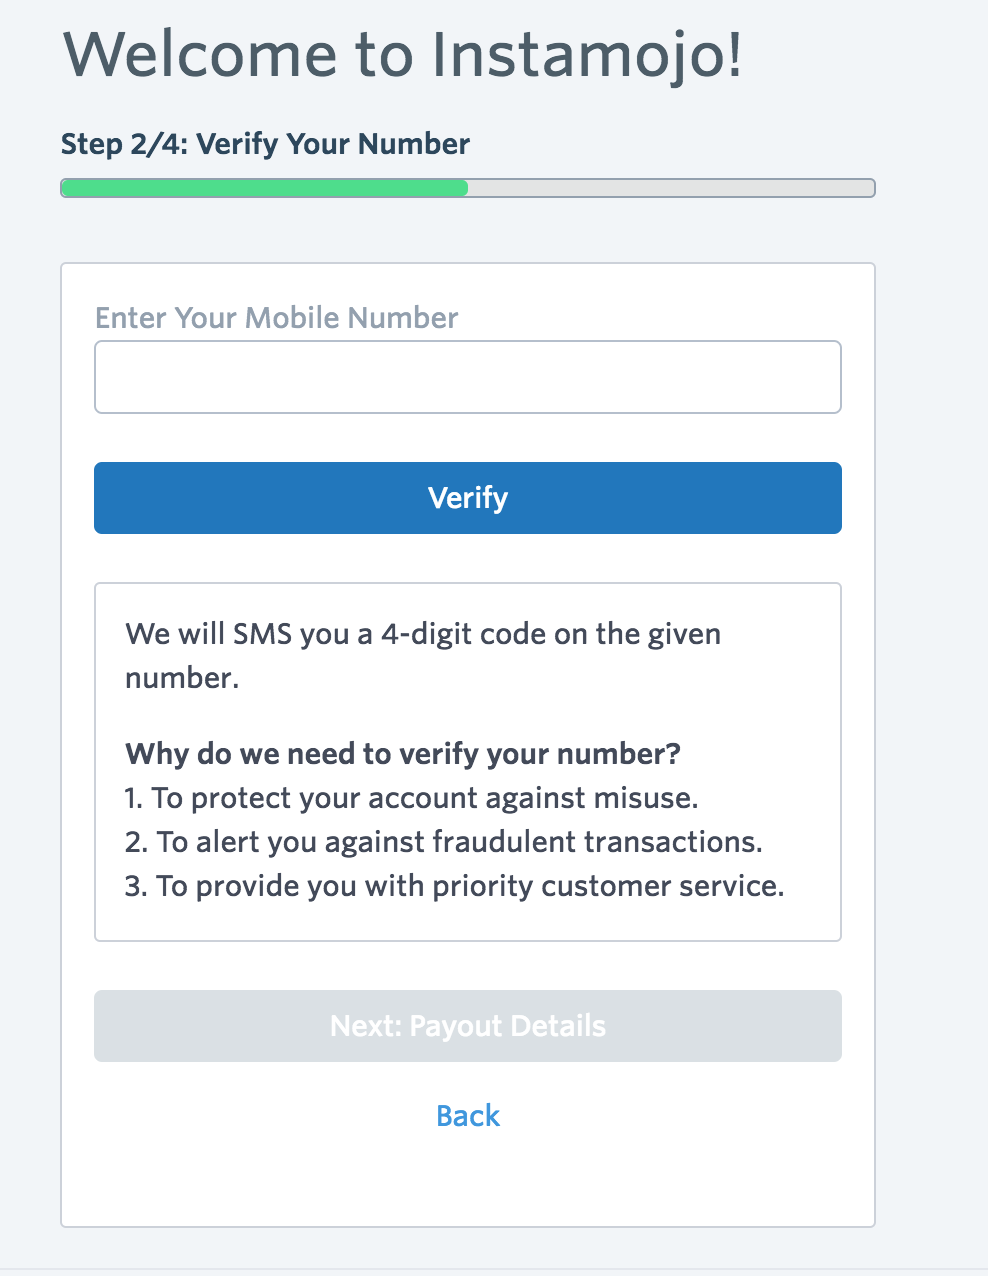 Welcome to Instamojo!
Step 2/4: Verify Your Number
Enter Your Mobile Number
Verify
We will SMS you a 4-digit code on the given
number.
Why do we need to verify your number?
1. To protect your account against misuse.
2. To alert you against fraudulent transactions.
3. To provide you with priority customer service.
Next: Payout Details
Back